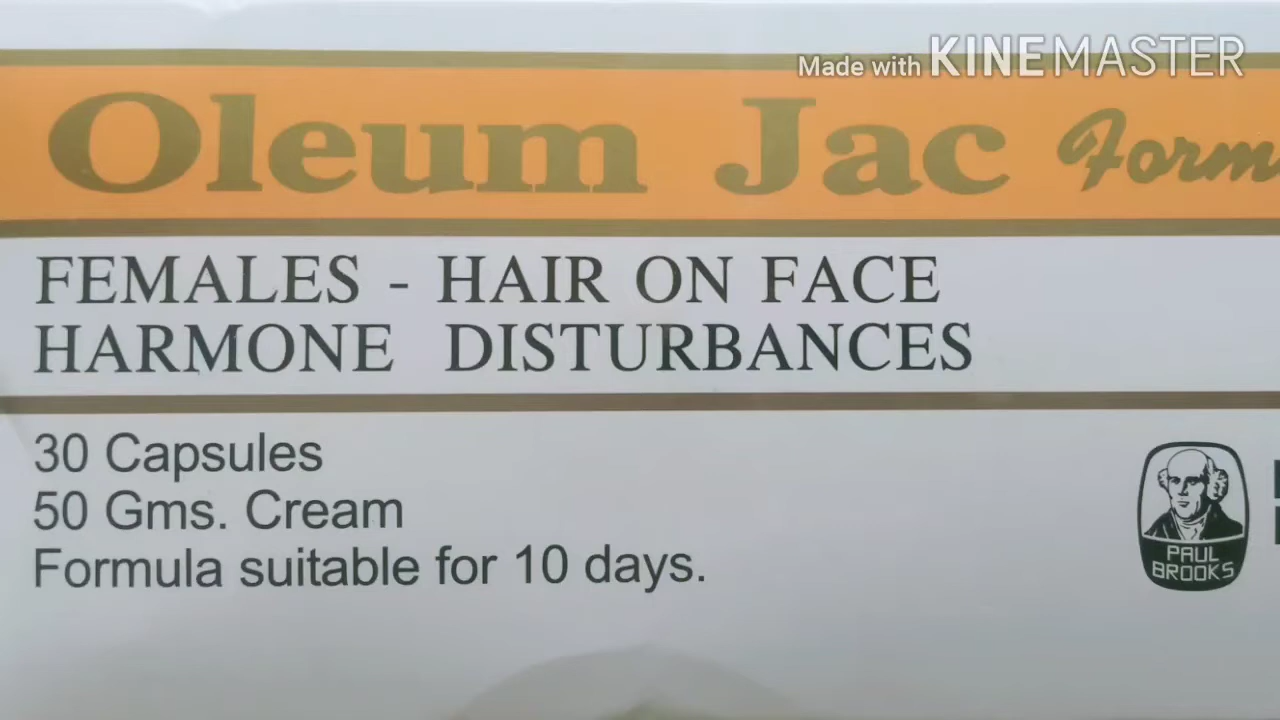 Made with KINEMASTER
Oleum Jac Form
FEMALES - HAIR ON FACE
HARMONE DISTURBANCES
30 Capsules
50 Gms. Cream
Formula suitable for 10 days.
PAUL
BROOKS